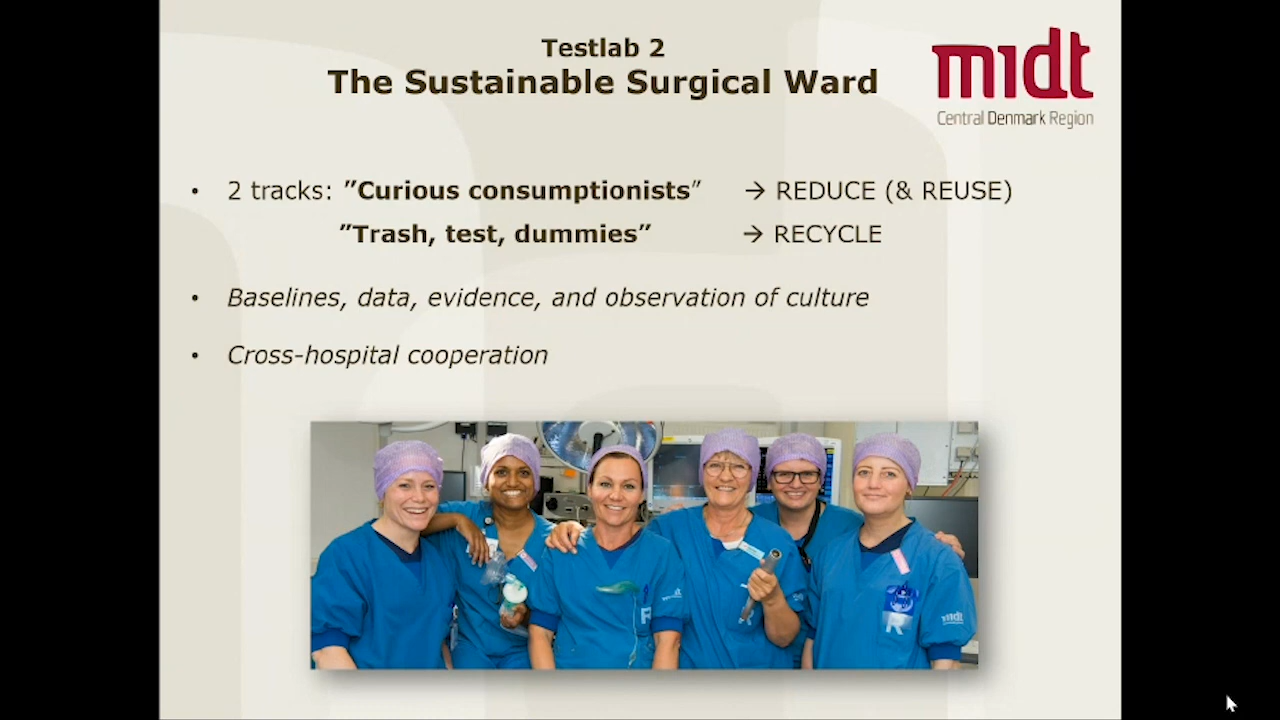 Testlab 2
The Sustainable Surgical Ward
midt
Central Denmark Region
• 2 tracks: ”Curious consumptionists” → REDUCE (& REUSE)
”Trash, test, dummies” → RECYCLE
• Baselines, data, evidence, and observation of culture
• Cross-hospital cooperation
R
R
midt